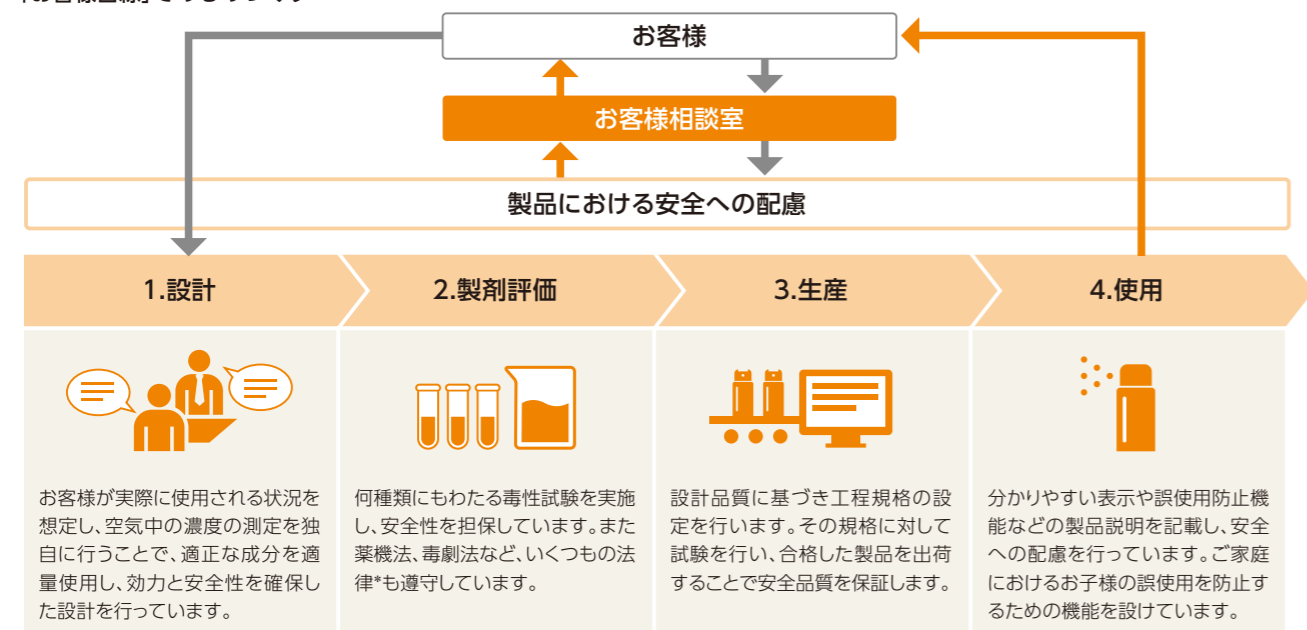 お客様
お客様相談室
製品における安全への配慮
1.設計
2.製剤評価
3.生産
4.使用
お客様が実際に使用される状況を
想定し、空気中の濃度の測定を独
自に行うことで、適正な成分を適
量使用し、効力と安全性を確保し
た設計を行っています。
何種類にもわたる毒性試験を実施
し、安全性を担保しています。また
薬機法、毒劇法など、いくつもの法
律*も遵守しています。
設計品質に基づき工程規格の設
定を行います。その規格に対して
試験を行い、合格した製品を出荷
することで安全品質を保証します。
分かりやすい表示や誤使用防止機
能などの製品説明を記載し、安全
への配慮を行っています。ご家庭
におけるお子様の誤使用を防止す
るための機能を設けています。